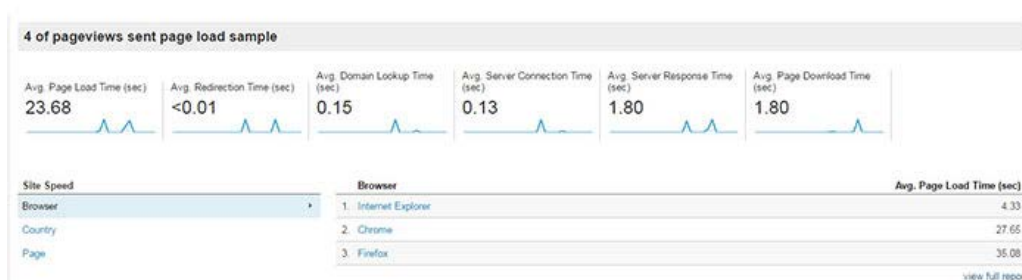 4 of pageviews sent page load sample
Avg. Page Load Time (sec)
23.68
Avg. Redirection Time (sec)
<0.01
Avg. Domain Lookup Time
(sec)
0.15
Avg. Server Connection Time
(sec)
0.13
Avg. Server Response Time
(sec)
1.80
Avg. Page Download Time
(sec)
1.80
Site Speed
Browser
Country
Page
Browser Avg. Page Load Time (sec)
1. Internet Explorer 4.33
2. Chrome 27.65
3. Firefox 35.08
view full repo